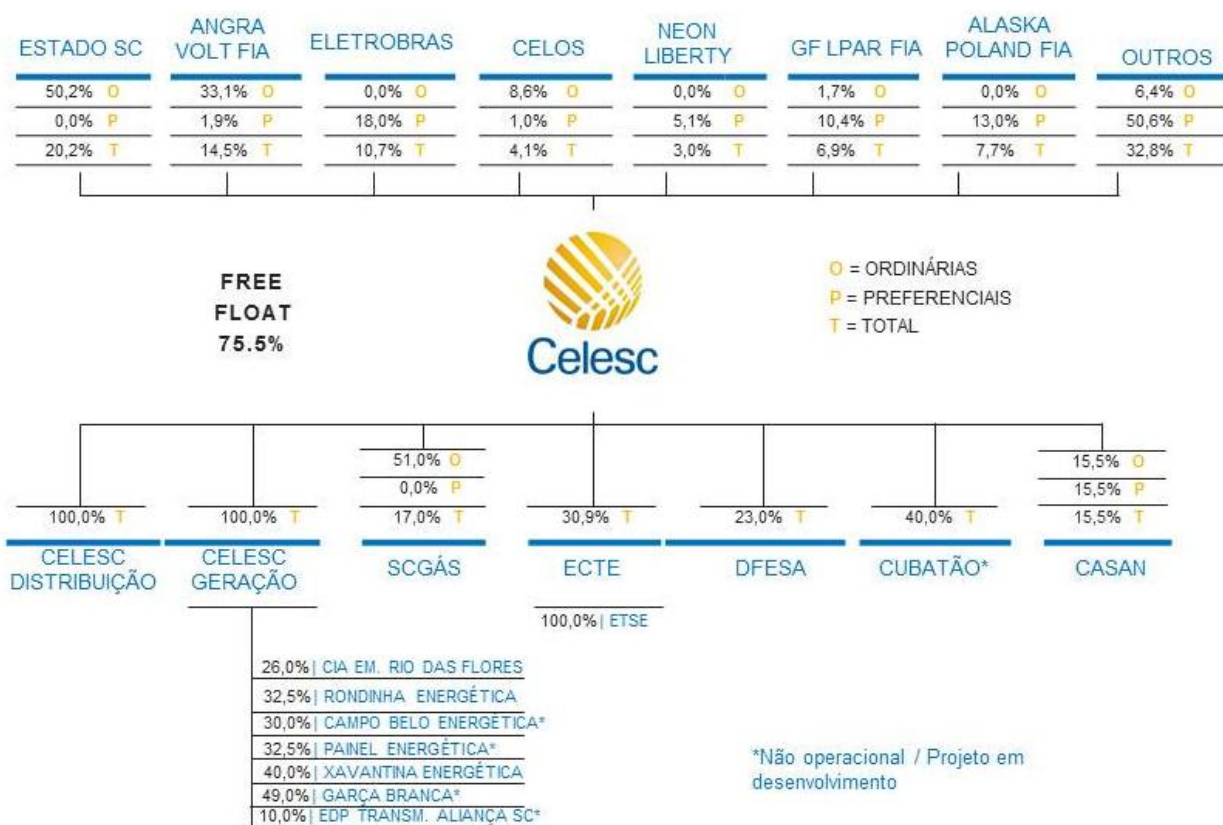 ESTADO SC
ANGRA
VOLT FIA
ELETROBRAS
CELOS
NEON
LIBERTY
GF LPAR FIA
ALASKA
POLAND FIA
OUTROS
50,2% O 33,1% O 0,0% O 8,6% O 0,0% O 1,7% O 0,0% O 6,4% O
0,0% P 1,9% P 18,0% P 1,0% P 5,1% P 10,4% P 13,0% P 50,6% P
20,2% T 14,5% T 10,7% T 4,1% T 3,0% T 6,9% T 7,7% T 32,8% T
FREE
FLOAT
75.5%
Celesc
O = ORDINÁRIAS
P = PREFERENCIAIS
T = TOTAL
51,0% O 15,5% O
0,0% P 15,5% P
100,0% T 100,0% T 17,0% T 30,9% T 23,0% T 40,0% T 15,5% T
CELESC
DISTRIBUIÇÃO
CELESC
GERAÇÃO
SCGÁS
ECTE
DFESA
CUBATÃO*
CASAN
100,0% | ETSE
26,0% | CIA EM. RIO DAS FLORES
32,5% | RONDINHA ENERGÉTICA
30,0% | CAMPO BELO ENERGÉTICA*
32,5% | PAINEL ENERGÉTICA*
40,0% | XAVANTINA ENERGÉTICA
49,0% | GARÇA BRANCA*
10,0% | EDP TRANSM. ALIANÇA SC*
*Não operacional / Projeto em
desenvolvimento